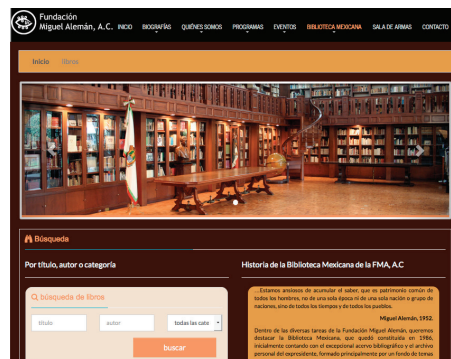 Fundación
Miguel Alemán, A.C.
INICIO BIOGRAFÍAS QUIÉNES SOMOS PROGRAMAS EVENTOS BIBLIOTECA MEXICANA SALA DE ARMAS CONTACTO
Inicio libros
Búsqueda
Por título, autor o categoría
búsqueda de libros
título autor todas las cate
buscar
Historia de la Biblioteca Mexicana de la FMA, A.C
...Estamos ansiosos de acumular el saber, que es patrimonio común de
todos los hombres, no de una sola época ni de una sola nación o grupo de
naciones, sino de todos los tiempos y de todos los pueblos.
Miguel Alemán, 1952.
Dentro de las diversas tareas de la Fundación Miguel Alemán, queremos
destacar la Biblioteca Mexicana, que quedó constituida en 1986,
inicialmente contando con el excepcional acervo bibliográfico y el archivo
personal del expresidente, formado principalmente por un fondo de temas